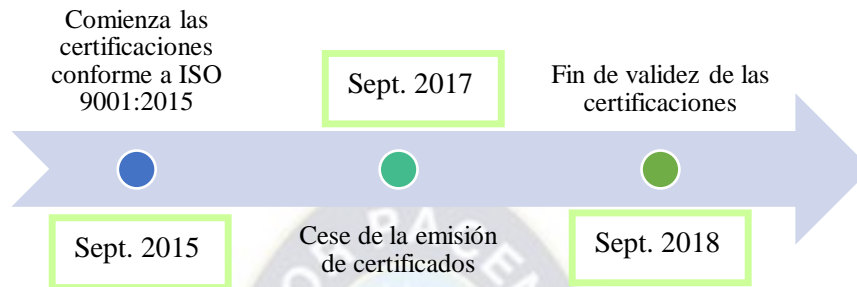 Comienza las
certificaciones
conforme a ISO
9001:2015
Sept. 2015
Sept. 2017
Cese de la emisión
de certificados
Fin de validez de las
certificaciones
Sept. 2018